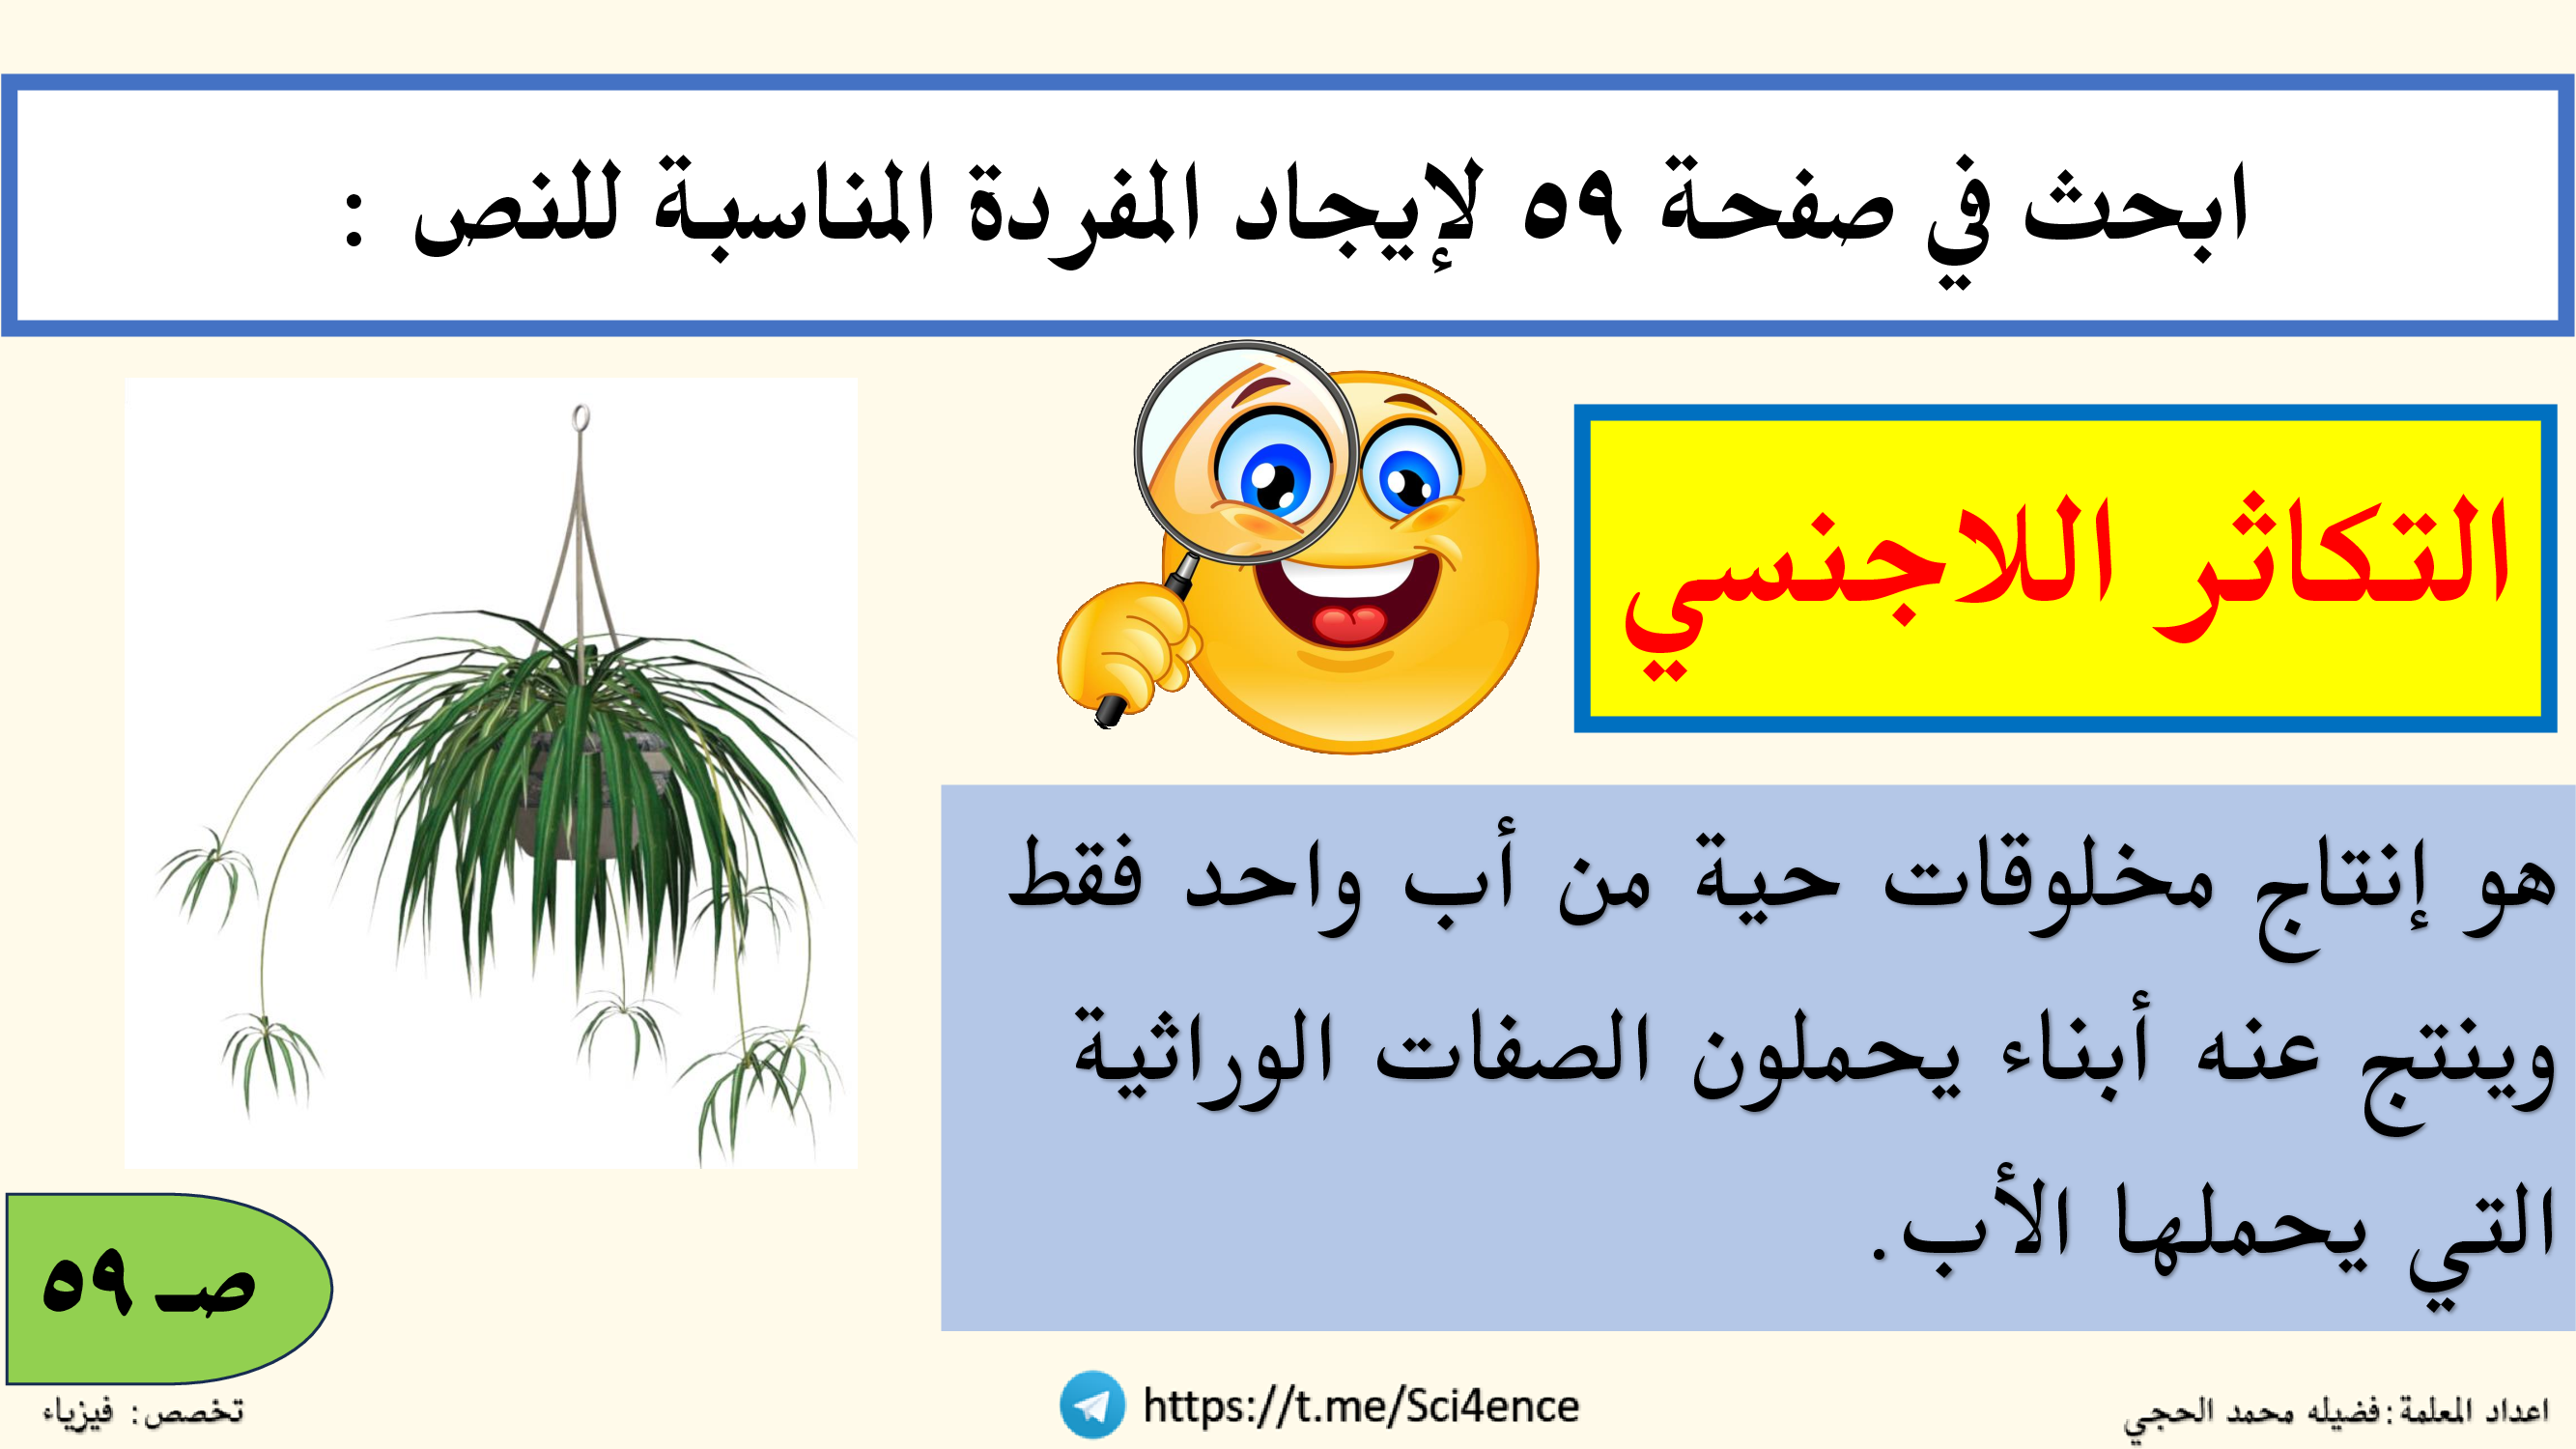 ابحث في صفحة ٥٩ لإيجاد المفردة المناسبة للنص :
التكاثر اللاجنسي
هو إنتاج مخلوقات حية من أب واحد فقط
وينتج عنه أبناء يحملون الصفات الوراثية
التي يحملها الأب.
صـ ٥٩
اعداد المعلمة:فضيله محمد الحجي
https://t.me/Sci4ence
تخصص: فيزياء